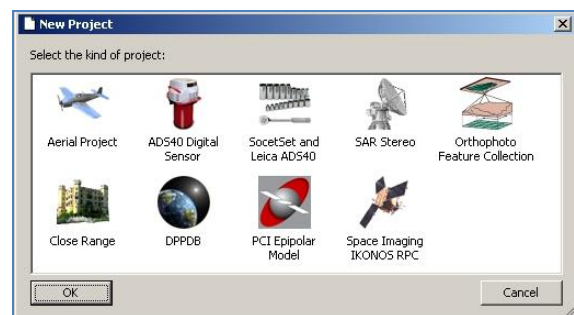 New Project
Select the kind of project:
Aerial Project
ADS40 Digital
Sensor
SocetSet and
Leica ADS40
SAR Stereo
Orthophoto
Feature Collection
Close Range
DPPDB
PCI Epipolar
Model
Space Imaging
IKONOS RPC
OK
Cancel